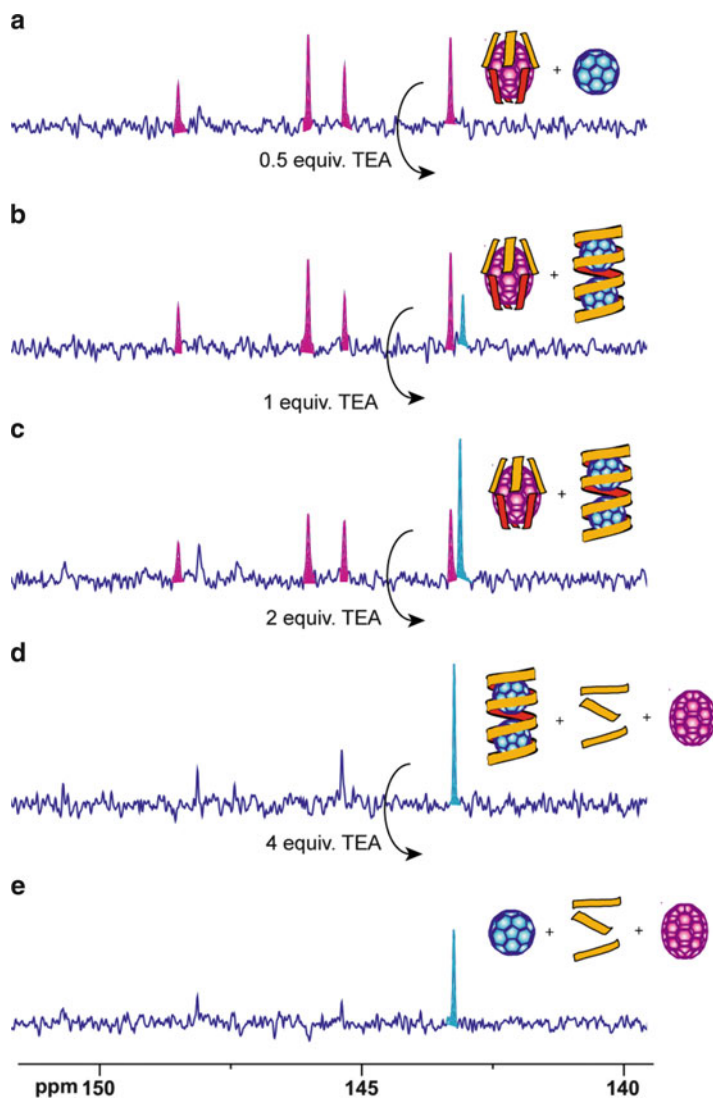 a
+
0.5 equiv. TEA
b
+
1 equiv. TEA
c
+
2 equiv. TEA
d
+ +
4 equiv. TEA
e
+ +
ppm 150 145 140